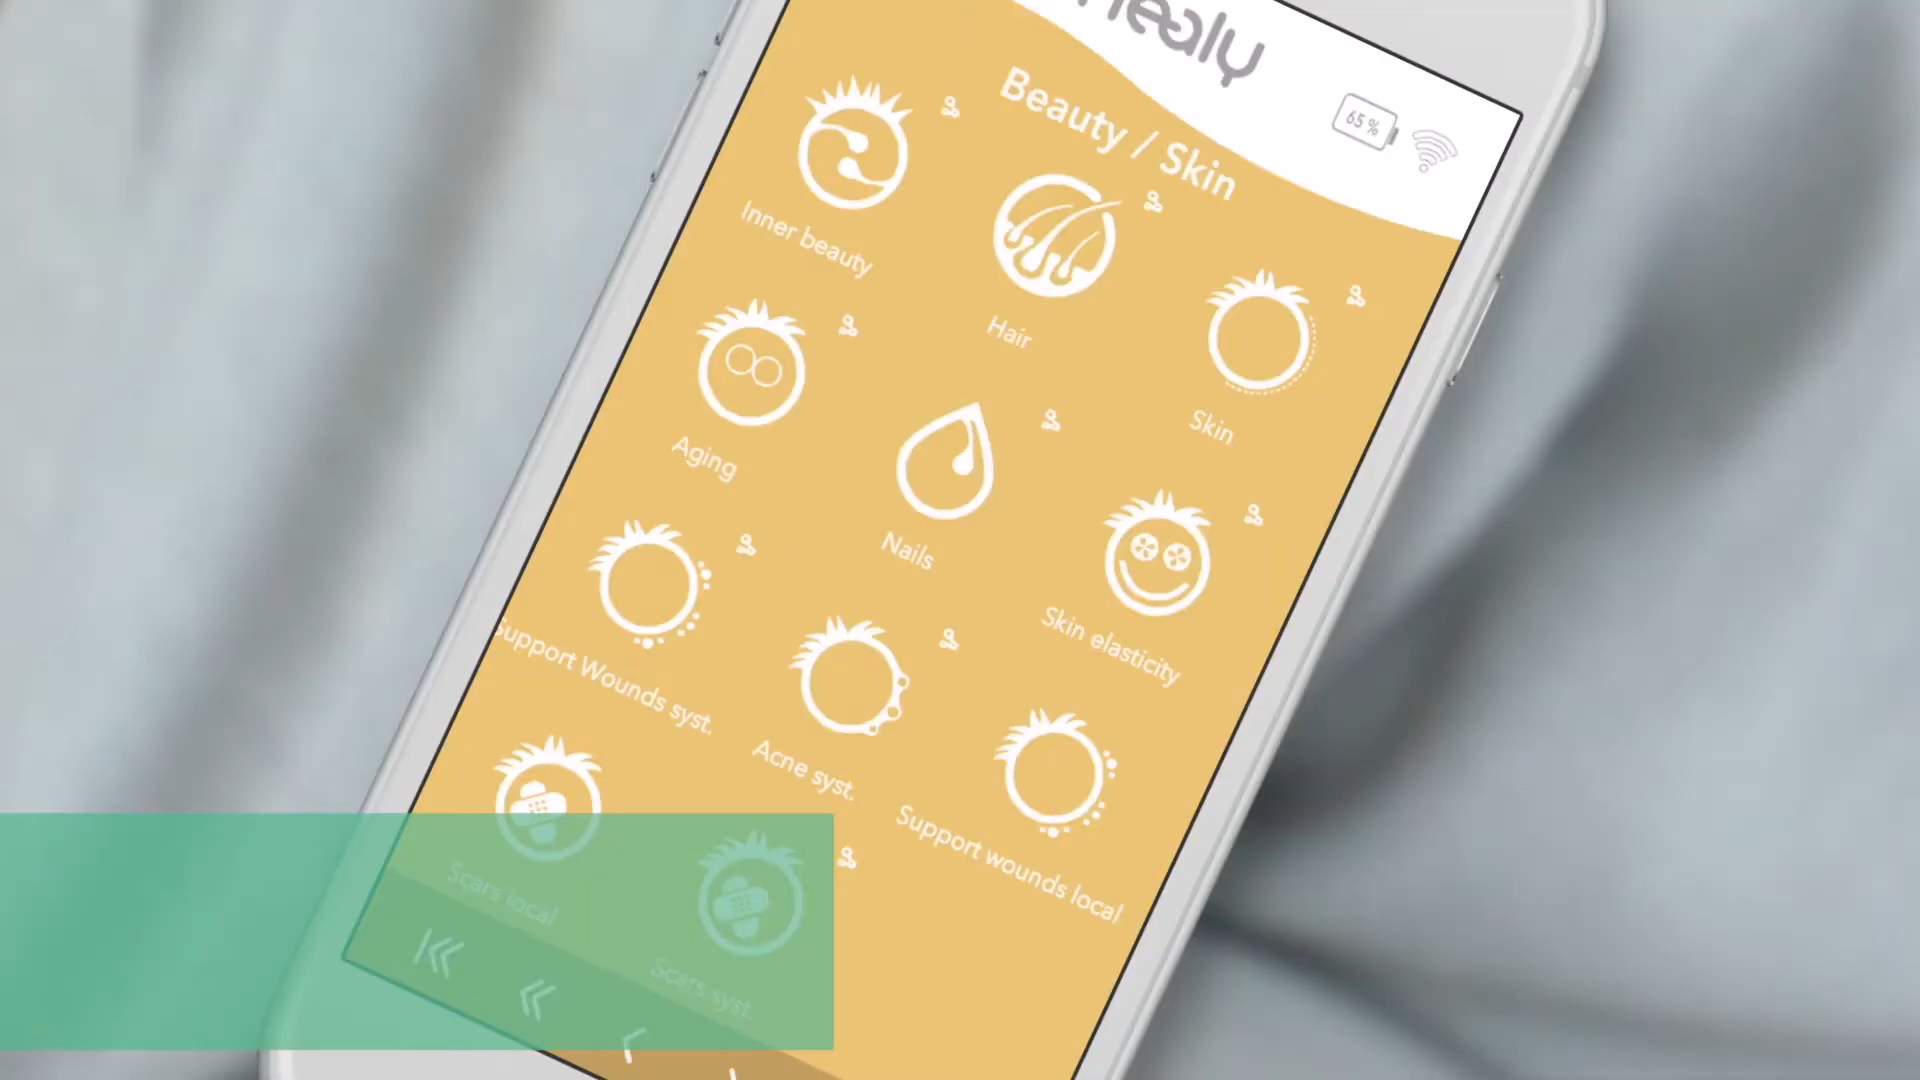 healy
65%
Beauty / Skin
Inner beauty
Hair
Skin
Aging
Nails
Skin elasticity
Support Wounds syst.
Acne syst.
Support wounds local
Scars local
Scars syst.